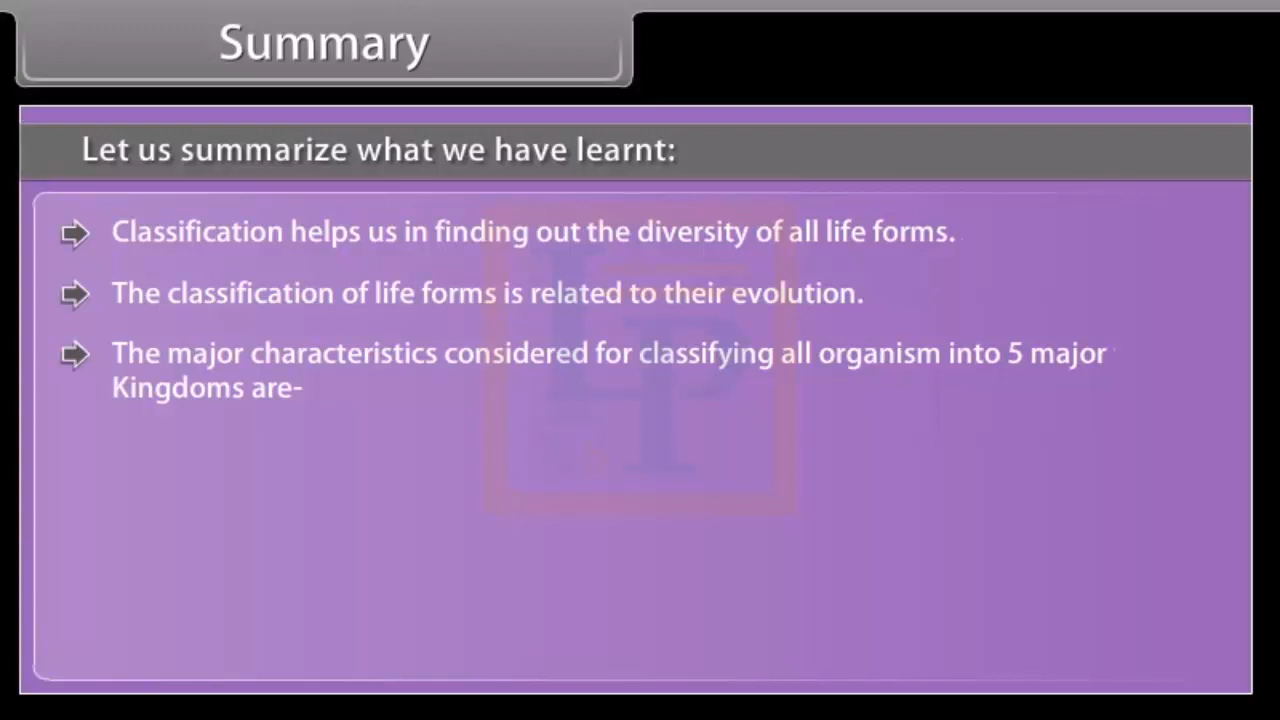 Summary
Let us summarize what we have learnt:
Classification helps us in finding out the diversity of all life forms.
The classification of life forms is related to their evolution.
The major characteristics considered for classifying all organism into 5 major
Kingdoms are-
LTP